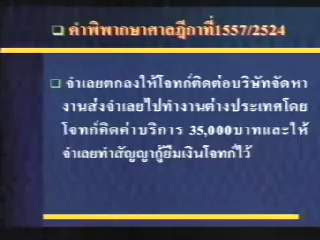 คำพิพากษาศาลฎีกาที่1557/2524
จำเลยตกลงให้โจทก์ติดต่อบริษัทจัดหา
งานส่งจำเลยไปทำงานต่างประเทศโดย
โจทก์คิดค่าบริการ 35,000บาทและให้
จำเลยทำสัญญากู้ยืมเงินโจทก์ไว้